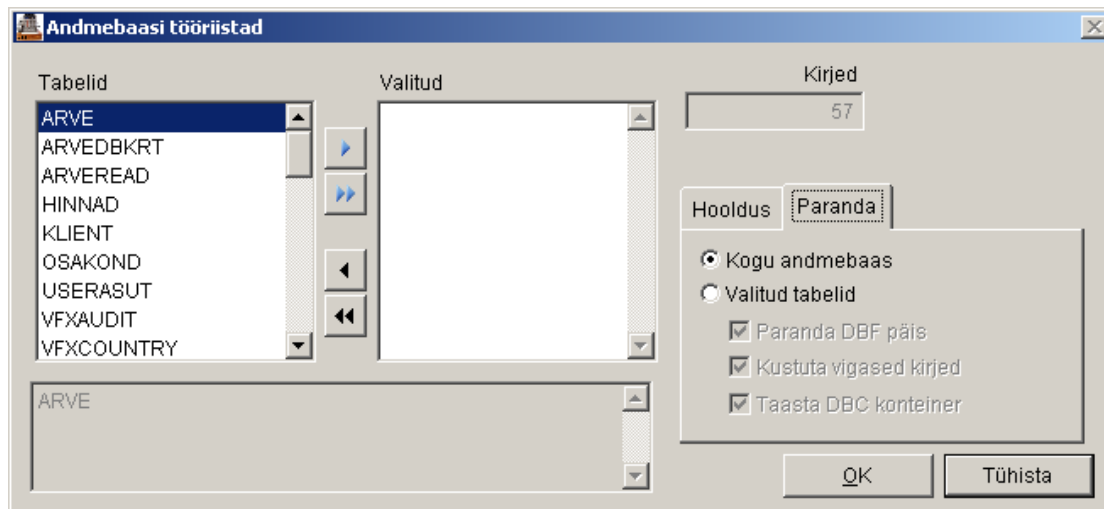 Andmebaasi tööriistad
Tabelid
Valitud
Kirjed
57
ARVE
ARVEDBKRT
ARVEREAD
HINNAD
KLIENT
OSAKOND
USERASUT
VFXAUDIT
VFXCOUNTRY
Hooldus
Paranda
Kogu andmebaas
Valitud tabelid
Paranda DBF päis
Kustuta vigased kirjed
Taasta DBC konteiner
ARVE
OK
Tühista